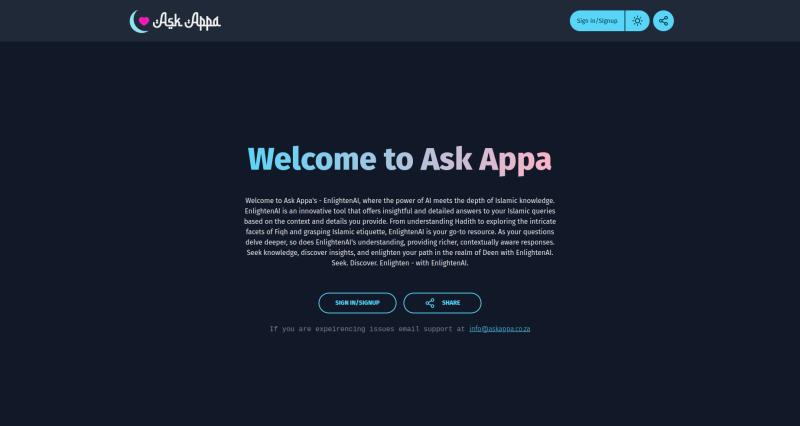 Ask Appa
Sign in/Signup
Welcome to Ask Appa
Welcome to Ask Appa's - EnlightenAI, where the power of AI meets the depth of Islamic knowledge.
EnlightenAI is an innovative tool that offers insightful and detailed answers to your Islamic queries
based on the context and details you provide. From understanding Hadith to exploring the intricate
facets of Fiqh and grasping Islamic etiquette, EnlightenAI is your go-to resource. As your questions
delve deeper, so does EnlightenAI's understanding, providing richer, contextually aware responses.
Seek knowledge, discover insights, and enlighten your path in the realm of Deen with EnlightenAI.
Seek. Discover. Enlighten - with EnlightenAI.
SIGN IN/SIGNUP
SHARE
If you are expeirencing issues email support at info@askappa.co.za